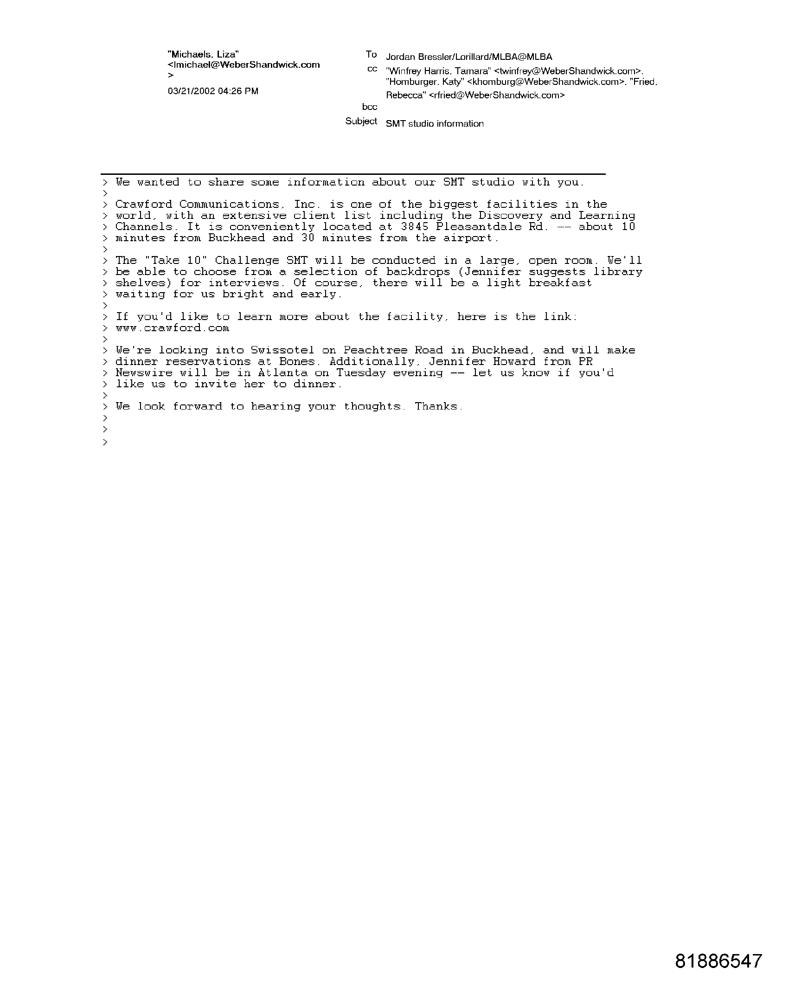 "Michaels, Liza"
<lmichael@WeberShandwick.com
>
03/21/2002 04:26 PM
To Jordan Bressler/Lorillard/MLBA@MLBA
cc "Winfrey Harris, Tamara" <twinfrey@WeberShandwick.com>,
"Homburger, Katy" <khomburg@WeberShandwick.com>, "Fried,
Rebecca" <rfried@WeberShandwick.com>
bcc
Subject SMT studio information
> We wanted to share some information about our SMT studio with you.
>
> Crawford Communications, Inc. is one of the biggest facilities in the
> world, with an extensive client list including the Discovery and Learning
> Channels. It is conveniently located at 3845 Pleasantdale Rd. -- about 10
> minutes from Buckhead and 30 minutes from the airport.
>
> The "Take 10" Challenge SMT will be conducted in a large, open room. We'll
> be able to choose from a selection of backdrops (Jennifer suggests library
> shelves) for interviews. Of course, there will be a light breakfast
> waiting for us bright and early.
>
> If you'd like to learn more about the facility, here is the link:
> www.crawford.com
>
> We're looking into Swissotel on Peachtree Road in Buckhead, and will make
> dinner reservations at Bones. Additionally, Jennifer Howard from PR
> Newswire will be in Atlanta on Tuesday evening -- let us know if you'd
> like us to invite her to dinner.
>
> We look forward to hearing your thoughts. Thanks.
>
>
>
81886547